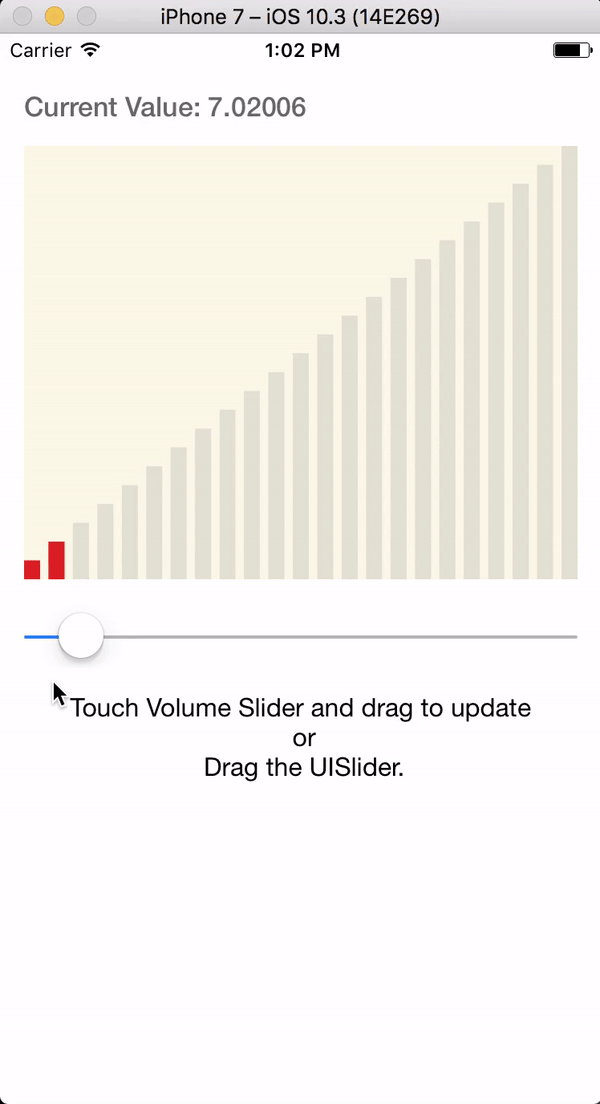 iPhone 7 – iOS 10.3 (14E269)
Carrier 1:02 PM
Current Value: 7.02006
Touch Volume Slider and drag to update
or
Drag the UISlider.